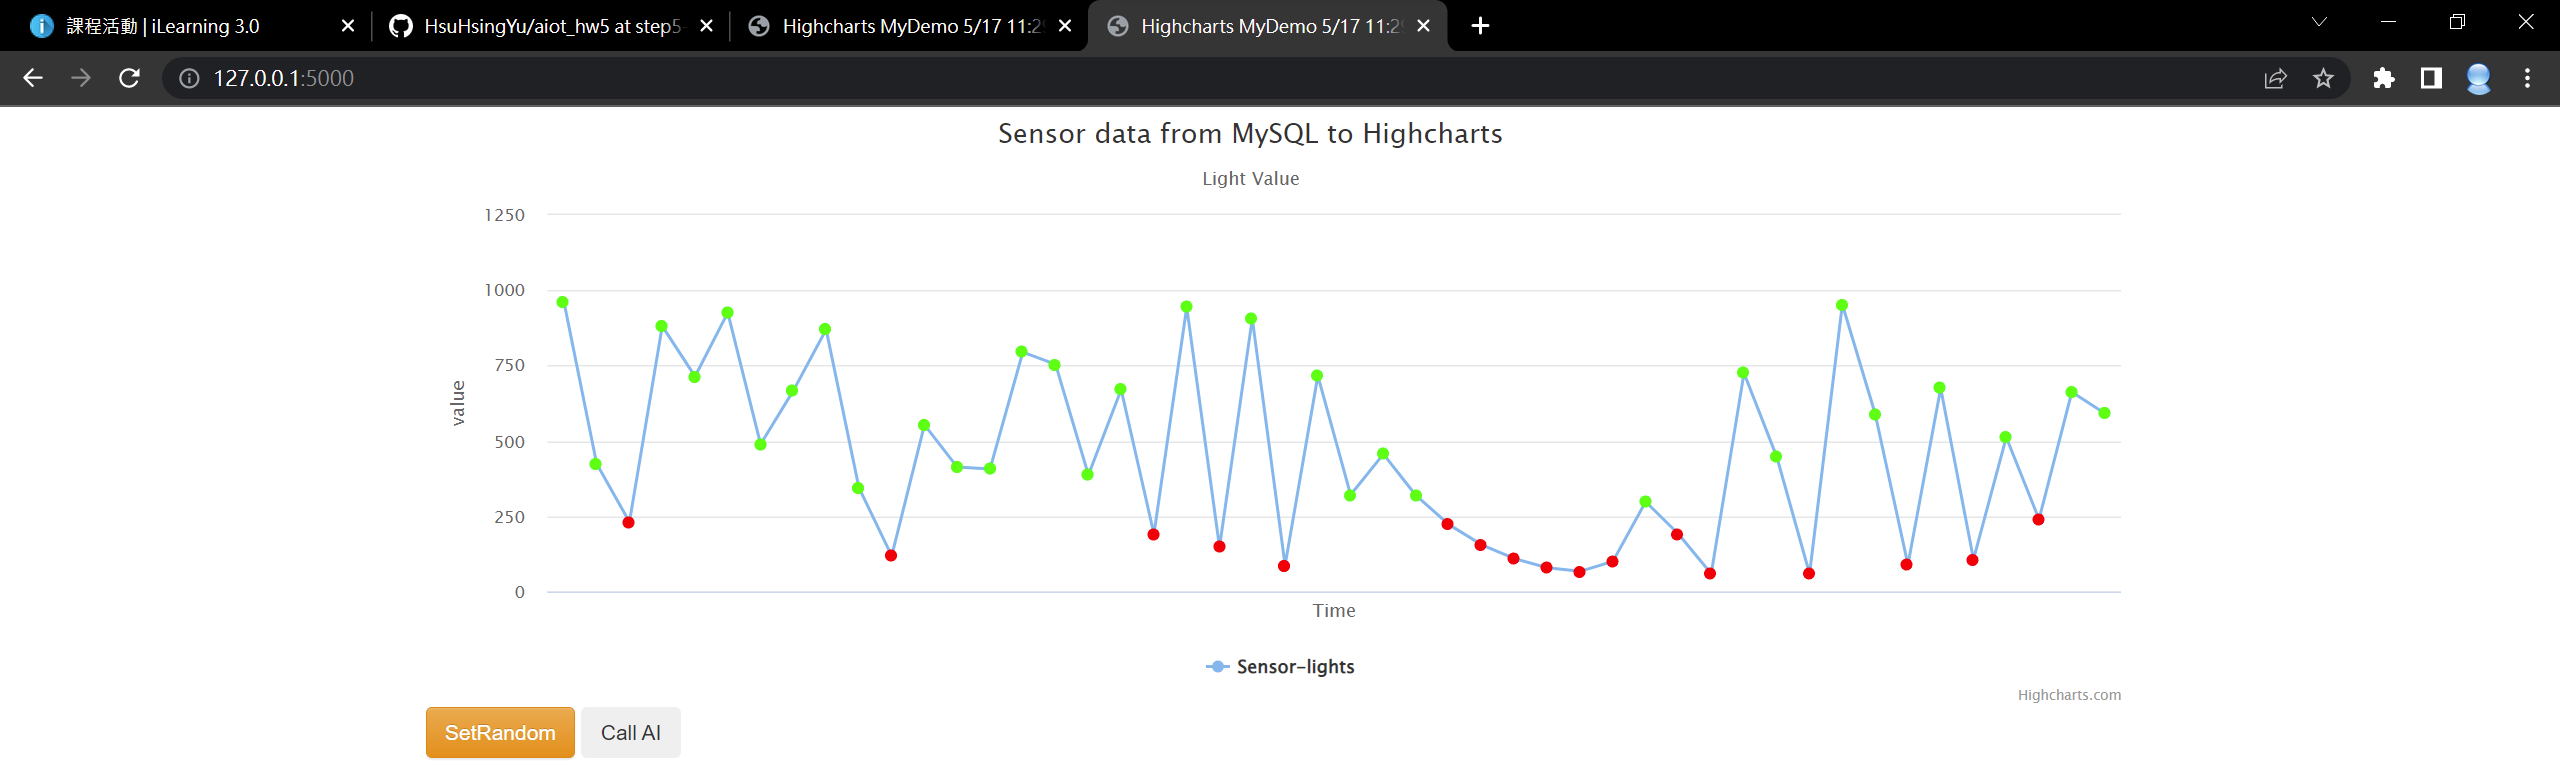 課程活動 | iLearning 3.0
HsuHsingYu/aiot_hw5 at step5-
Highcharts MyDemo 5/17 11:29
Highcharts MyDemo 5/17 11:29
127.0.0.1:5000
Sensor data from MySQL to Highcharts
Light Value
1250
1000
750
500
250
0
value
Time
Sensor-lights
Highcharts.com
SetRandom
Call AI